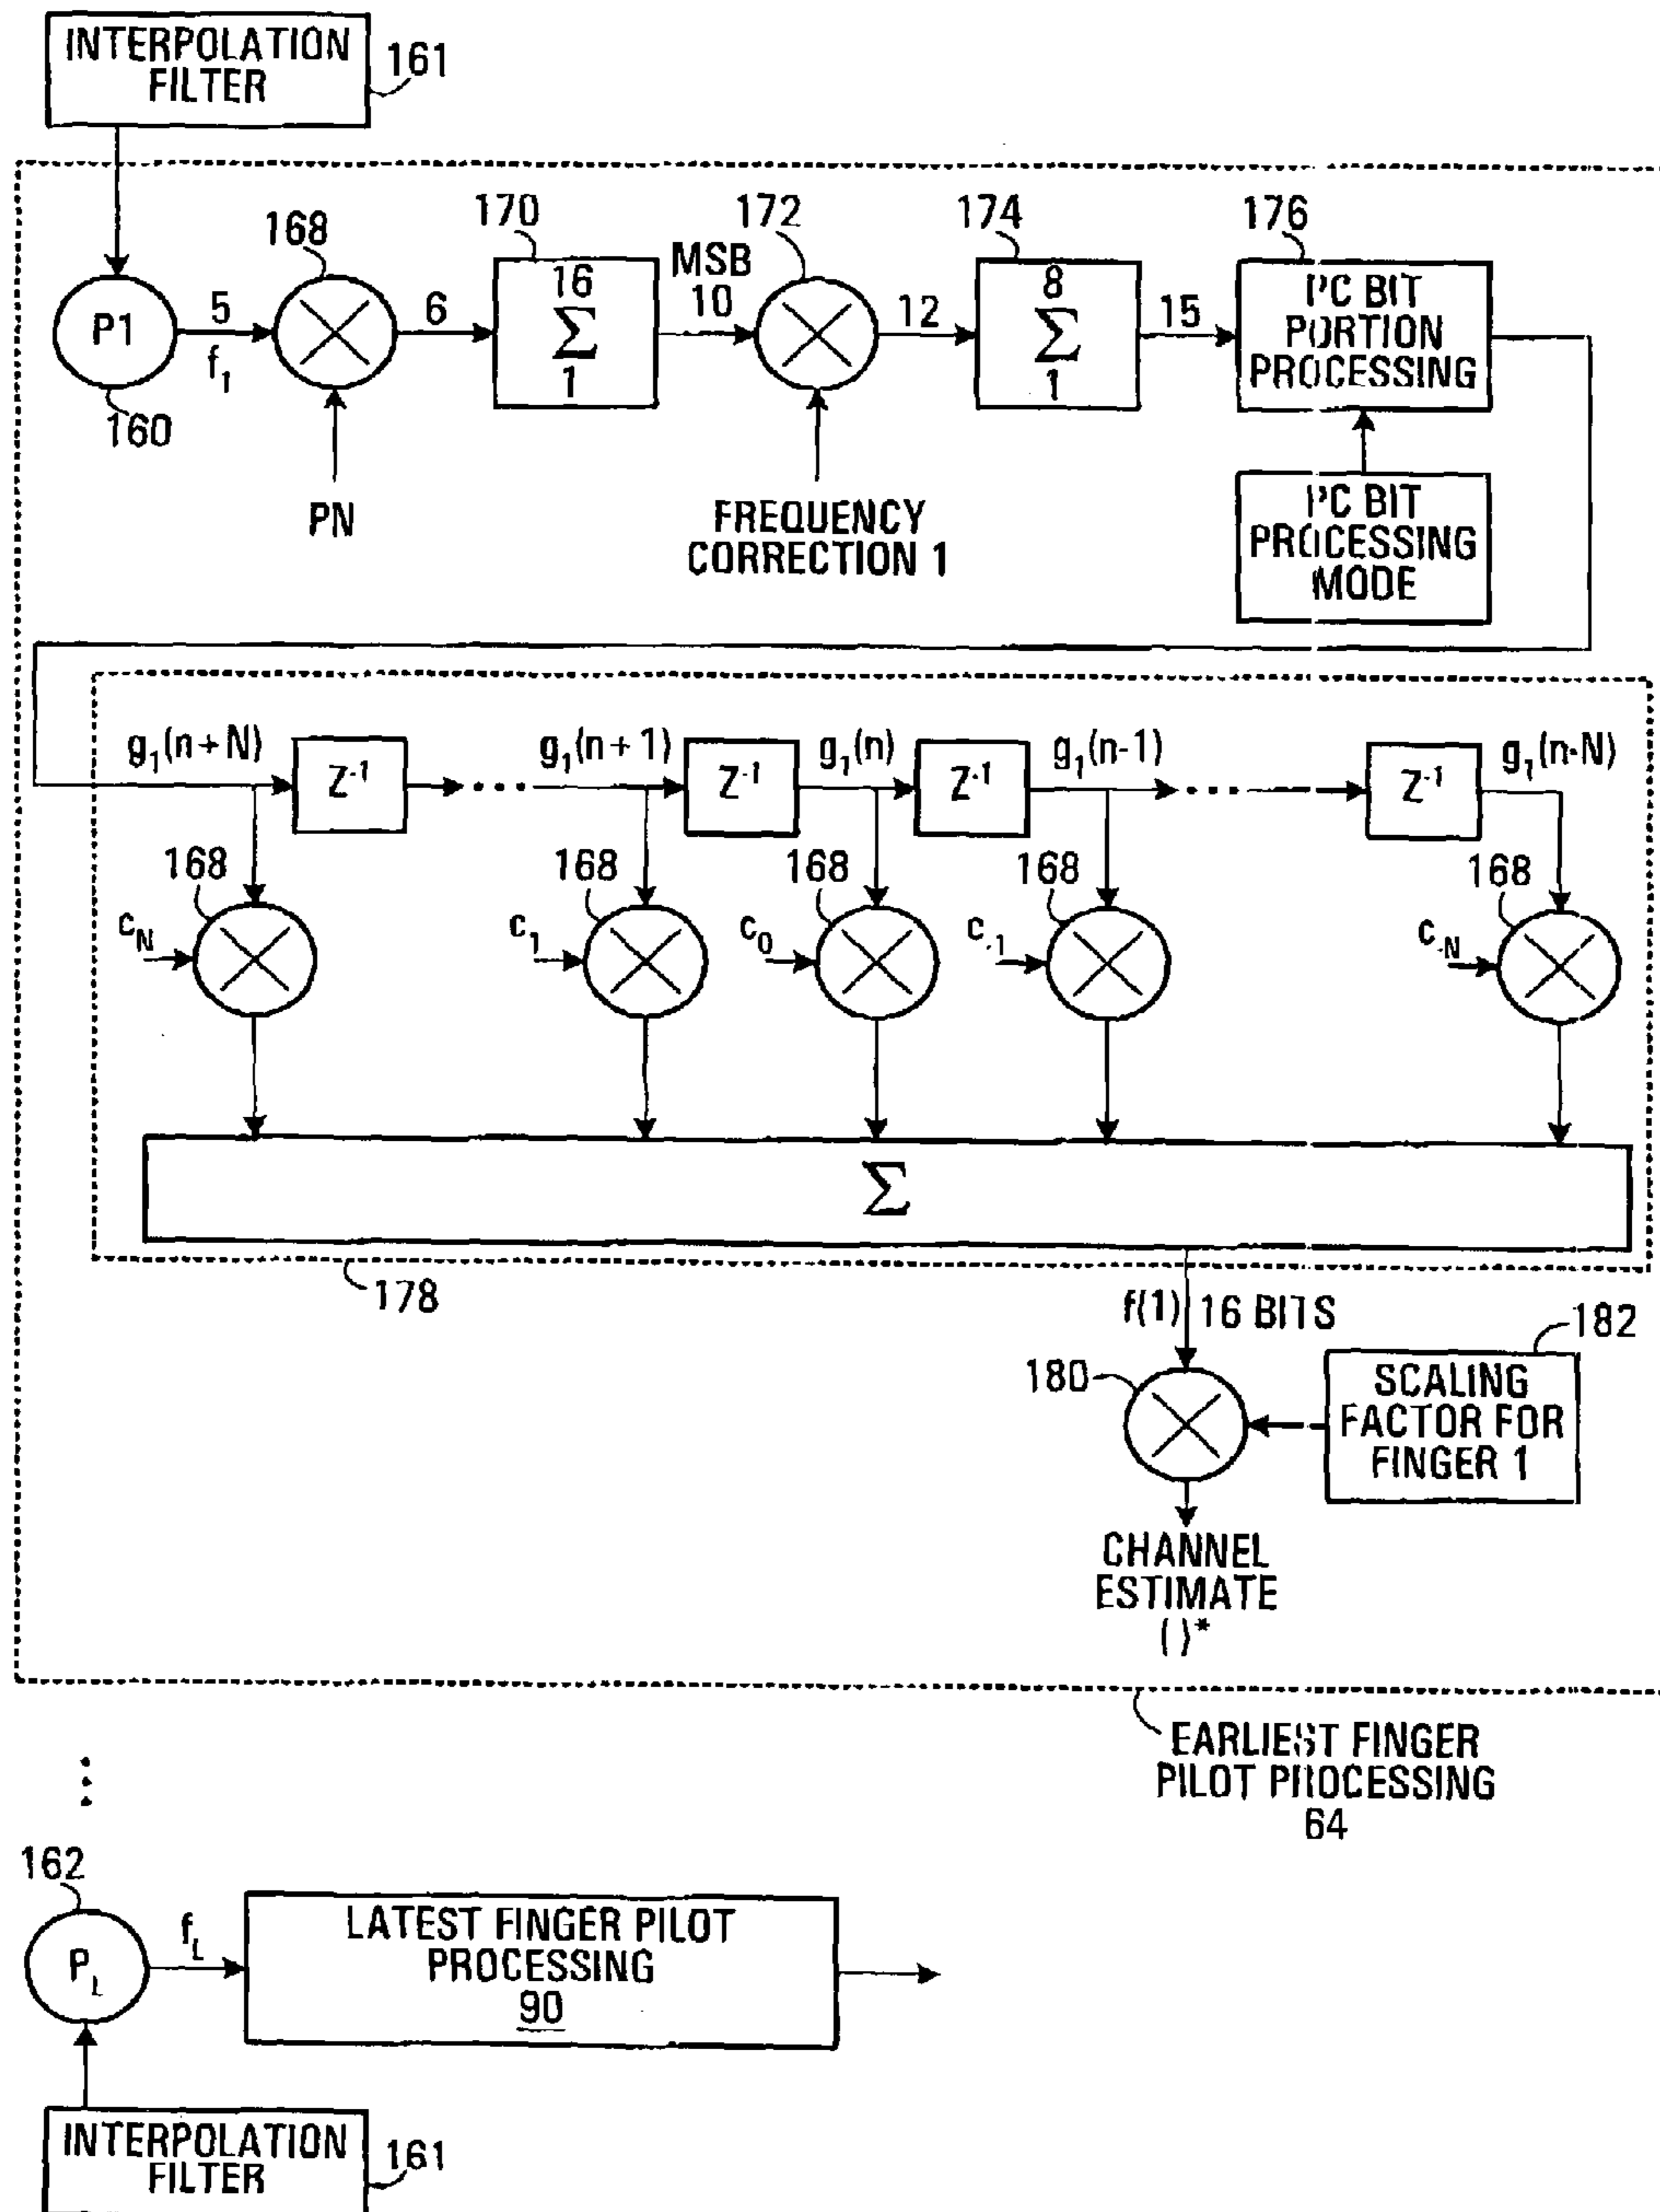 INTERPOLATION
FILTER
161
168
170
172
174
176
P1
5
f₁
6
16
Σ
1
MSB
10
12
8
Σ
1
15
PC BIT
PORTION
PROCESSING
160
PN
FREQUENCY
CORRECTION 1
PC BIT
PROCESSING
MODE
g₁(n+N)
Z⁻¹
g₁(n+1)
Z⁻¹
g₁(n)
Z⁻¹
g₁(n-1)
Z⁻¹
g₁(n-N)
168
168
168
168
168
c_N
c₁
c₀
c₋₁
c₋N
Σ
178
f(1)
16 BITS
182
180
SCALING
FACTOR FOR
FINGER 1
CHANNEL
ESTIMATE
( )*
EARLIEST FINGER
PILOT PROCESSING
64
162
P_L
f_L
LATEST FINGER PILOT
PROCESSING
90
INTERPOLATION
FILTER
161